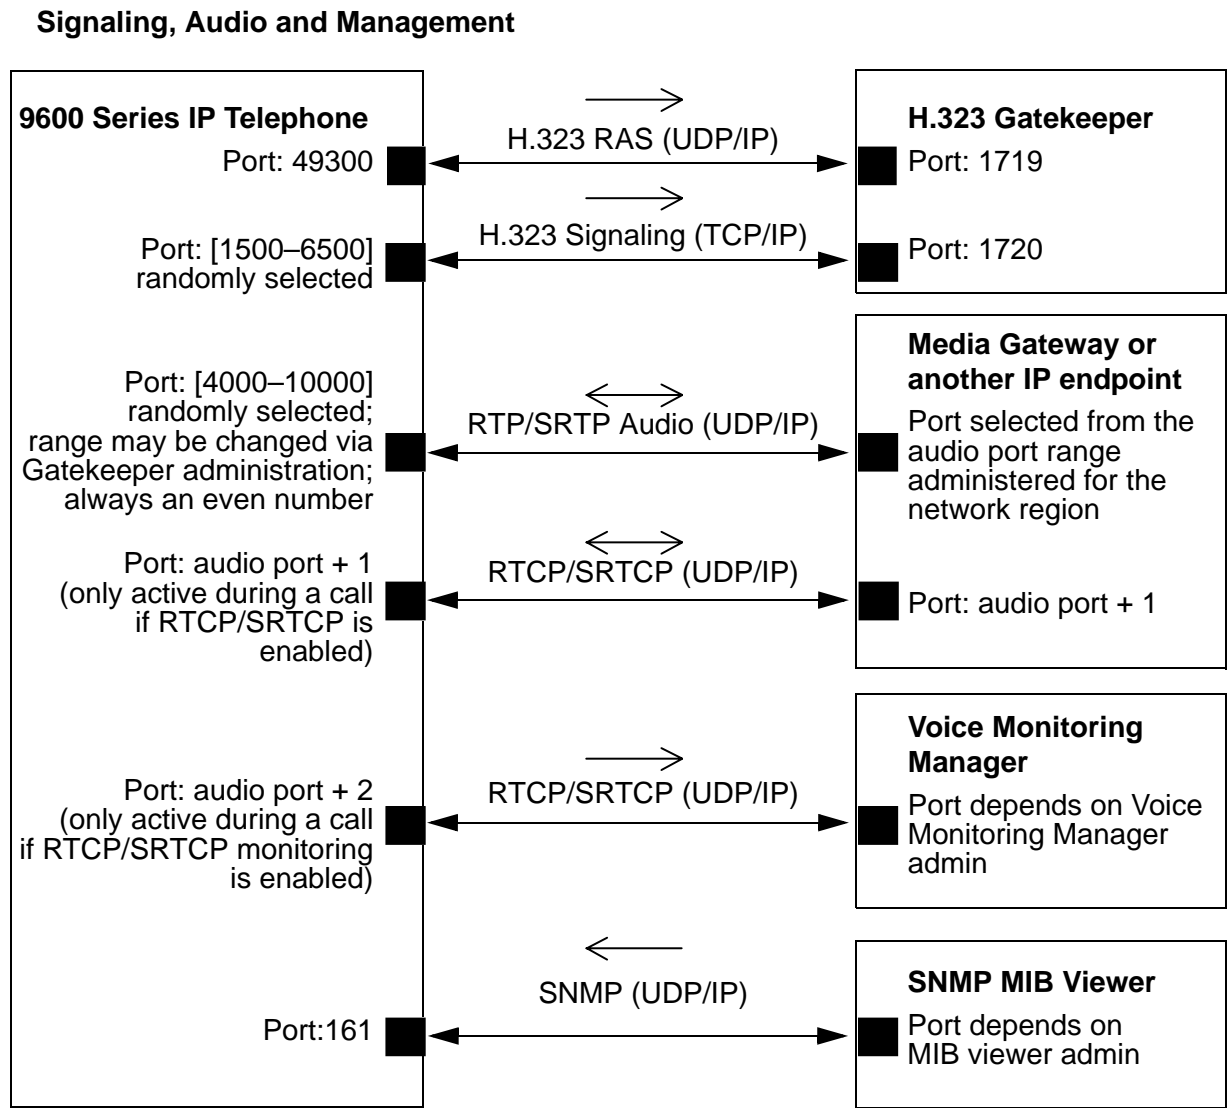 Signaling, Audio and Management
9600 Series IP Telephone
Port: 49300
H.323 RAS (UDP/IP)
H.323 Gatekeeper
Port: 1719
Port: [1500–6500]
randomly selected
H.323 Signaling (TCP/IP)
Port: 1720
Port: [4000–10000]
randomly selected;
range may be changed via
Gatekeeper administration;
always an even number
RTP/SRTP Audio (UDP/IP)
Media Gateway or
another IP endpoint
Port selected from the
audio port range
administered for the
network region
Port: audio port + 1
(only active during a call
if RTCP/SRTCP is
enabled)
RTCP/SRTCP (UDP/IP)
Port: audio port + 1
Port: audio port + 2
(only active during a call
if RTCP/SRTCP monitoring
is enabled)
RTCP/SRTCP (UDP/IP)
Voice Monitoring
Manager
Port depends on Voice
Monitoring Manager
admin
Port:161
SNMP (UDP/IP)
SNMP MIB Viewer
Port depends on
MIB viewer admin